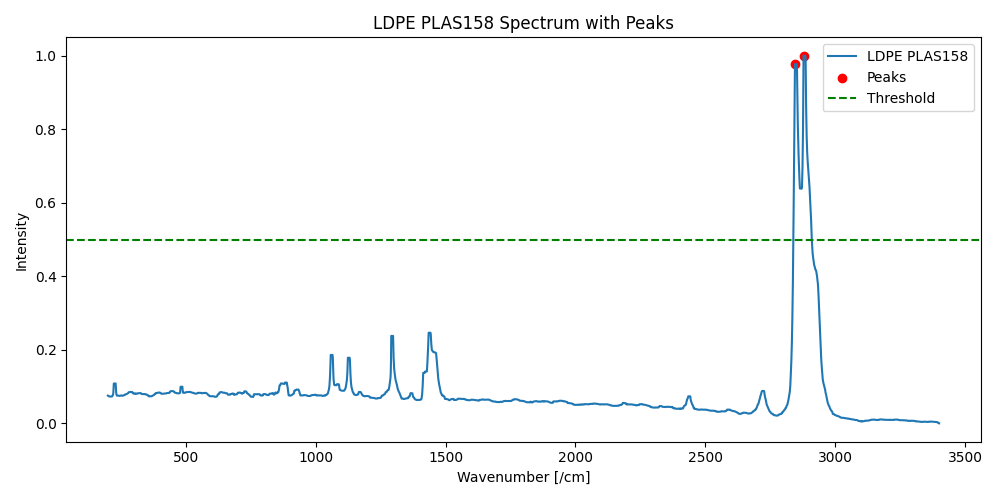 LDPE PLAS158 Spectrum with Peaks
LDPE PLAS158
Peaks
Threshold
Intensity
1.0
0.8
0.6
0.4
0.2
0.0
500
1000
1500
2000
2500
3000
3500
Wavenumber [/cm]